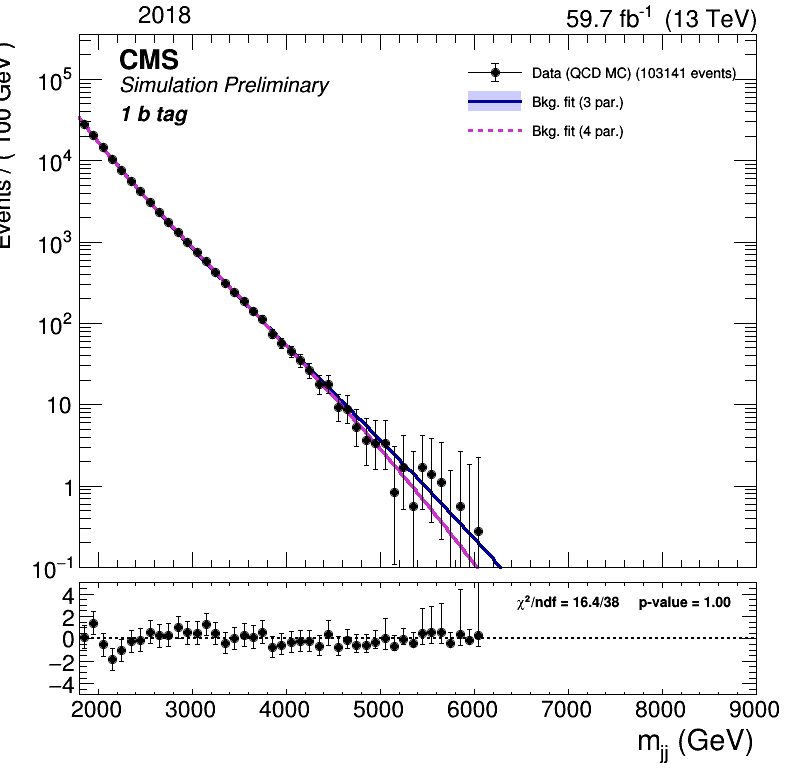 2018
59.7 fb⁻¹ (13 TeV)
CMS
Simulation Preliminary
1 b tag
Data (QCD MC) (103141 events)
Bkg. fit (3 par.)
Bkg. fit (4 par.)
Events / ( 100 GeV )
10⁵
10⁴
10³
10²
10
1
10⁻¹
χ²/ndf = 16.4/38 p-value = 1.00
4
2
0
−2
−4
2000 3000 4000 5000 6000 7000 8000 9000
m_jj (GeV)